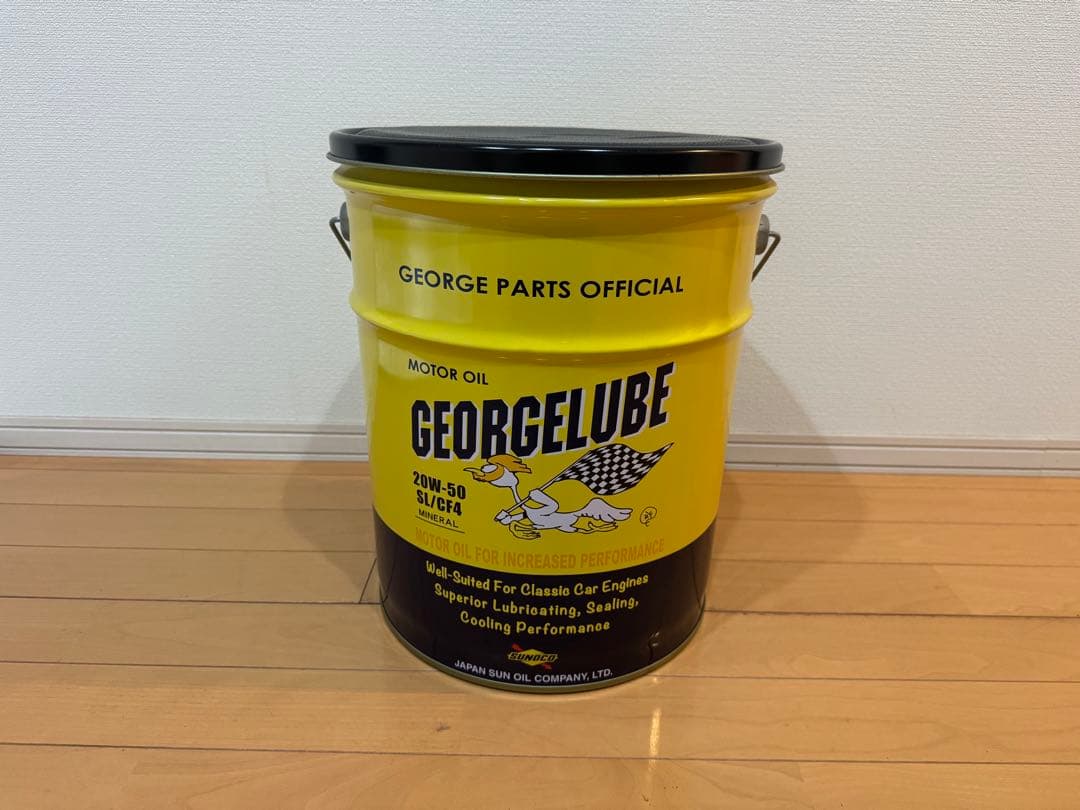 GEORGE PARTS OFFICIAL
MOTOR OIL
GEORGELUBE
20W-50
SL/CF4
MINERAL
MOTOR OIL FOR INCREASED PERFORMANCE
Well-Suited For Classic Car Engines
Superior Lubricating, Sealing,
Cooling Performance
SUNOCO
JAPAN SUN OIL COMPANY, LTD.